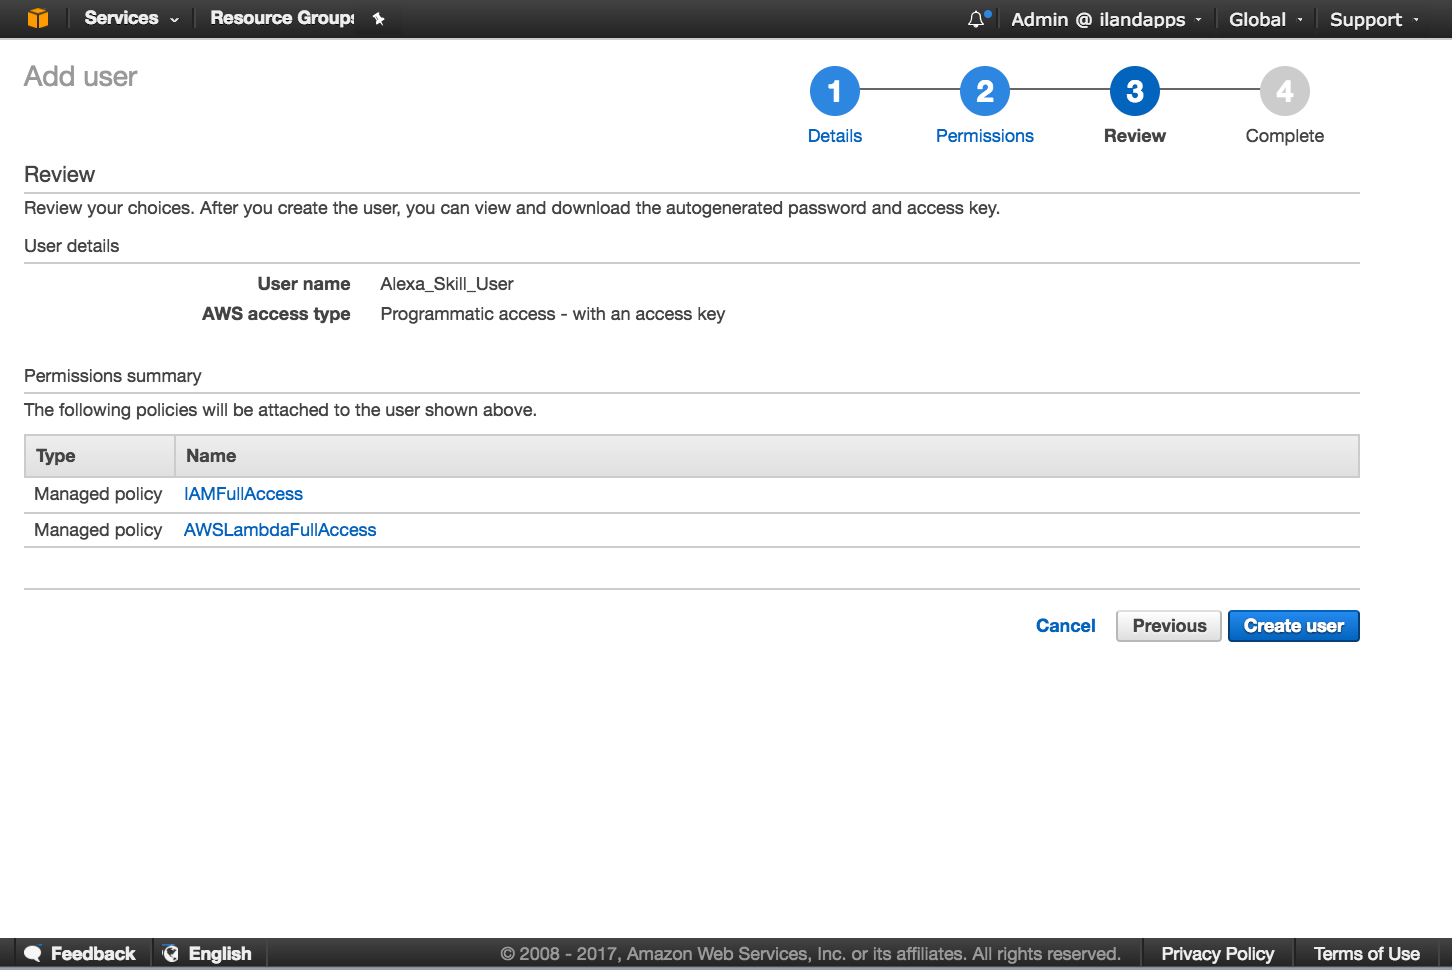 Services Resource Groups Admin @ ilandapps Global Support
Add user
1 2 3 4
Details Permissions Review Complete
Review
Review your choices. After you create the user, you can view and download the autogenerated password and access key.
User details
User name Alexa_Skill_User
AWS access type Programmatic access - with an access key
Permissions summary
The following policies will be attached to the user shown above.
Type Name
Managed policy IAMFullAccess
Managed policy AWSLambdaFullAccess
Cancel Previous Create user
Feedback English © 2008 - 2017, Amazon Web Services, Inc. or its affiliates. All rights reserved. Privacy Policy Terms of Use